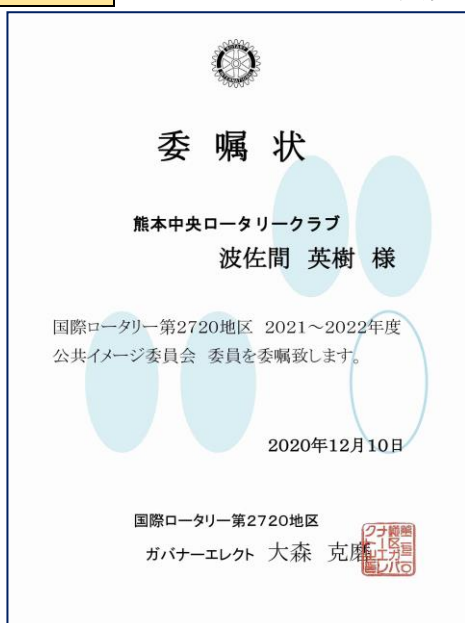 委嘱状
熊本中央ロータリークラブ
波佐間 英樹 様
国際ロータリー第2720地区 2021～2022年度
公共イメージ委員会 委員を委嘱致します。
2020年12月10日
国際ロータリー第2720地区
ガバナーエレクト 大森 克磨